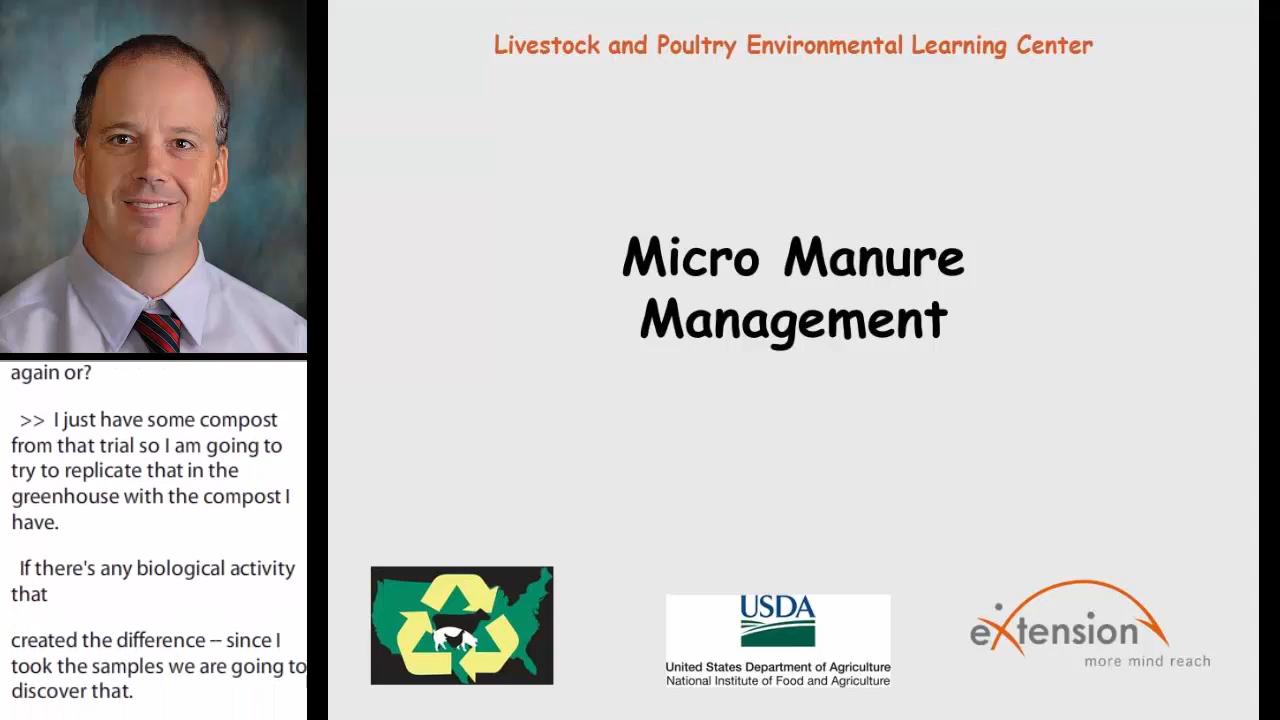 Livestock and Poultry Environmental Learning Center
Micro Manure
Management
again or?
>> I just have some compost
from that trial so I am going to
try to replicate that in the
greenhouse with the compost I
have.
If there's any biological activity
that
created the difference -- since I
took the samples we are going to
discover that.
USDA
United States Department of Agriculture
National Institute of Food and Agriculture
eXtension
more mind reach